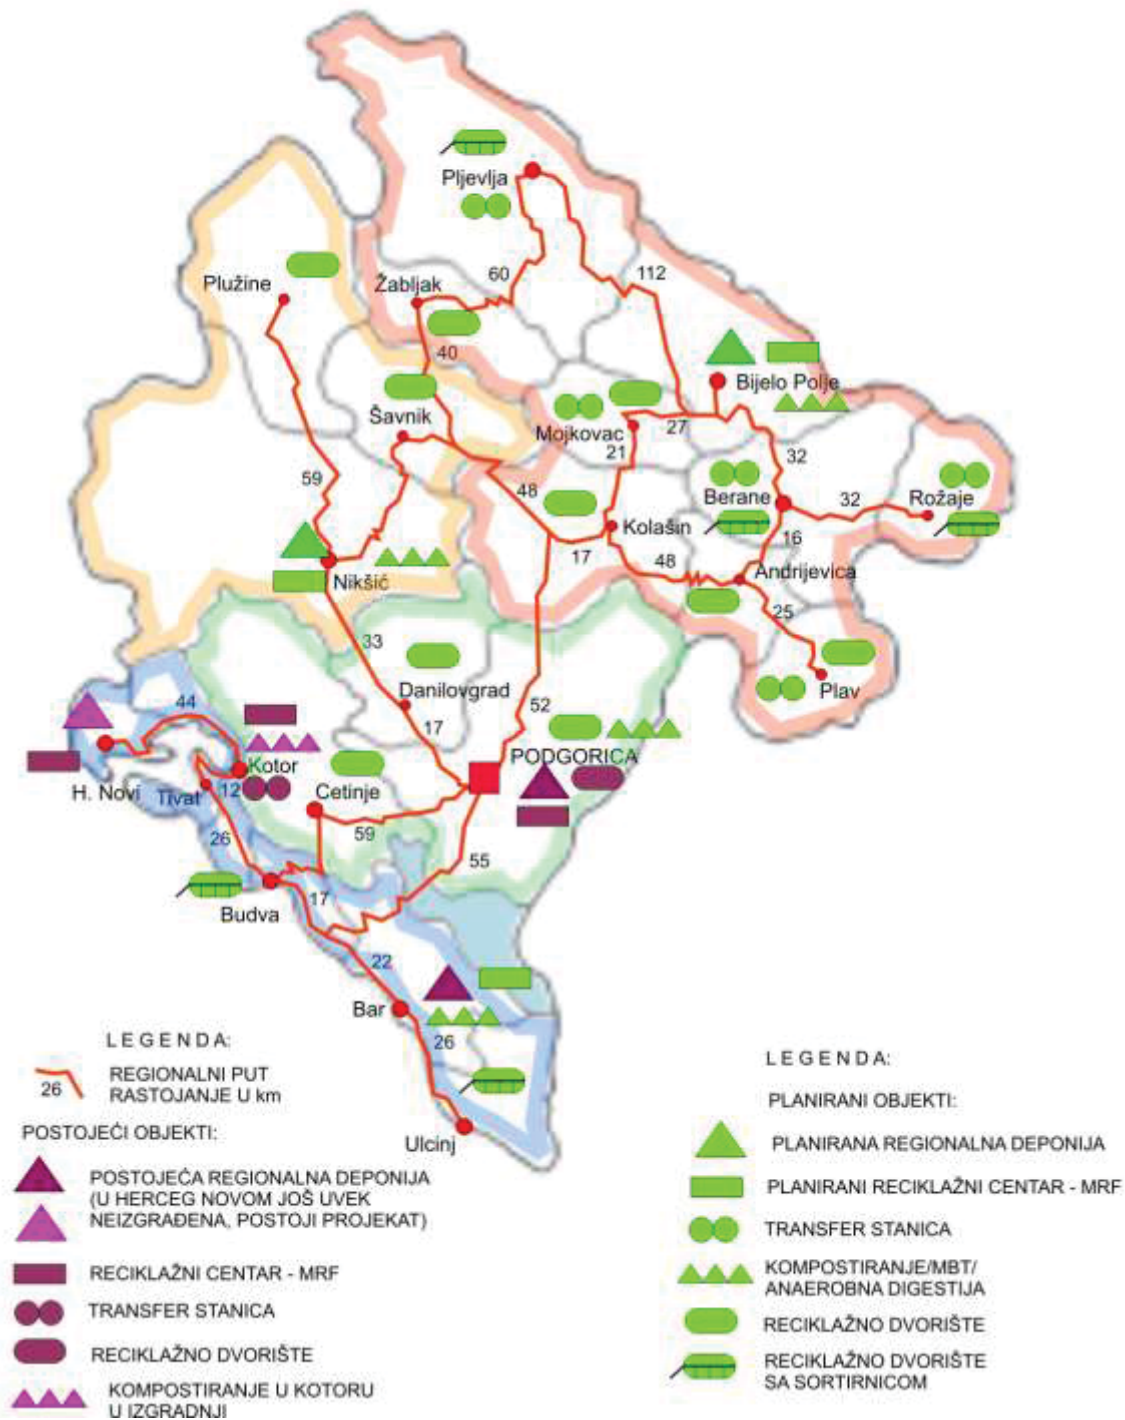 Pljevlja
60
112
Plužine
Žabljak
40
Bijelo Polje
Šavnik
Mojkovac
27
21
32
59
48
Berane
32
Rožaje
Kolašin
17
16
48
Andrijevica
Nikšić
25
33
Danilovgrad
Plav
44
17
52
PODGORICA
Kotor
H. Novi
Tivat
12
Cetinje
26
59
55
17
Budva
22
Bar
26
Ulcinj
L E G E N D A:
26
REGIONALNI PUT
RASTOJANJE U km
POSTOJEĆI OBJEKTI:
POSTOJEĆA REGIONALNA DEPONIJA
(U HERCEG NOVOM JOŠ UVEK
NEIZGRAĐENA, POSTOJI PROJEKAT)
RECIKLAŽNI CENTAR - MRF
TRANSFER STANICA
RECIKLAŽNO DVORIŠTE
KOMPOSTIRANJE U KOTORU
U IZGRADNJI
L E G E N D A:
PLANIRANI OBJEKTI:
PLANIRANA REGIONALNA DEPONIJA
PLANIRANI RECIKLAŽNI CENTAR - MRF
TRANSFER STANICA
KOMPOSTIRANJE/MBT/
ANAEROBNA DIGESTIJA
RECIKLAŽNO DVORIŠTE
RECIKLAŽNO DVORIŠTE
SA SORTIRNICOM